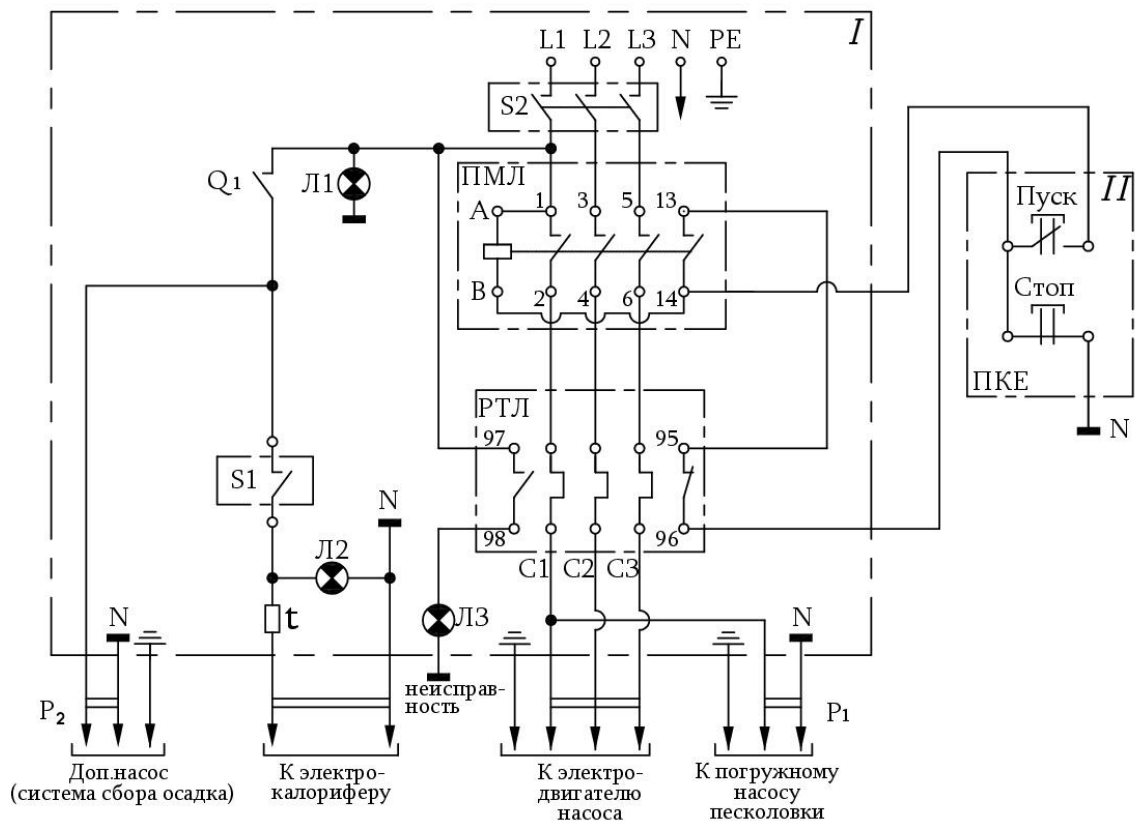 I
L1 L2 L3 N PE
S2
Q1
Л1
ПМЛ
A 1 3 5 13
B 2 4 6 14
II
Пуск
Стоп
ПКЕ
N
РТЛ
97 95
S1
N
98 96
Л2
C1 C2 C3
t
Л3
N
N
неисправ-
ность
P2
P1
Доп.насос
(система сбора осадка)
К электро-
калориферу
К электро-
двигателю
насоса
К погружному
насосу
песколовки